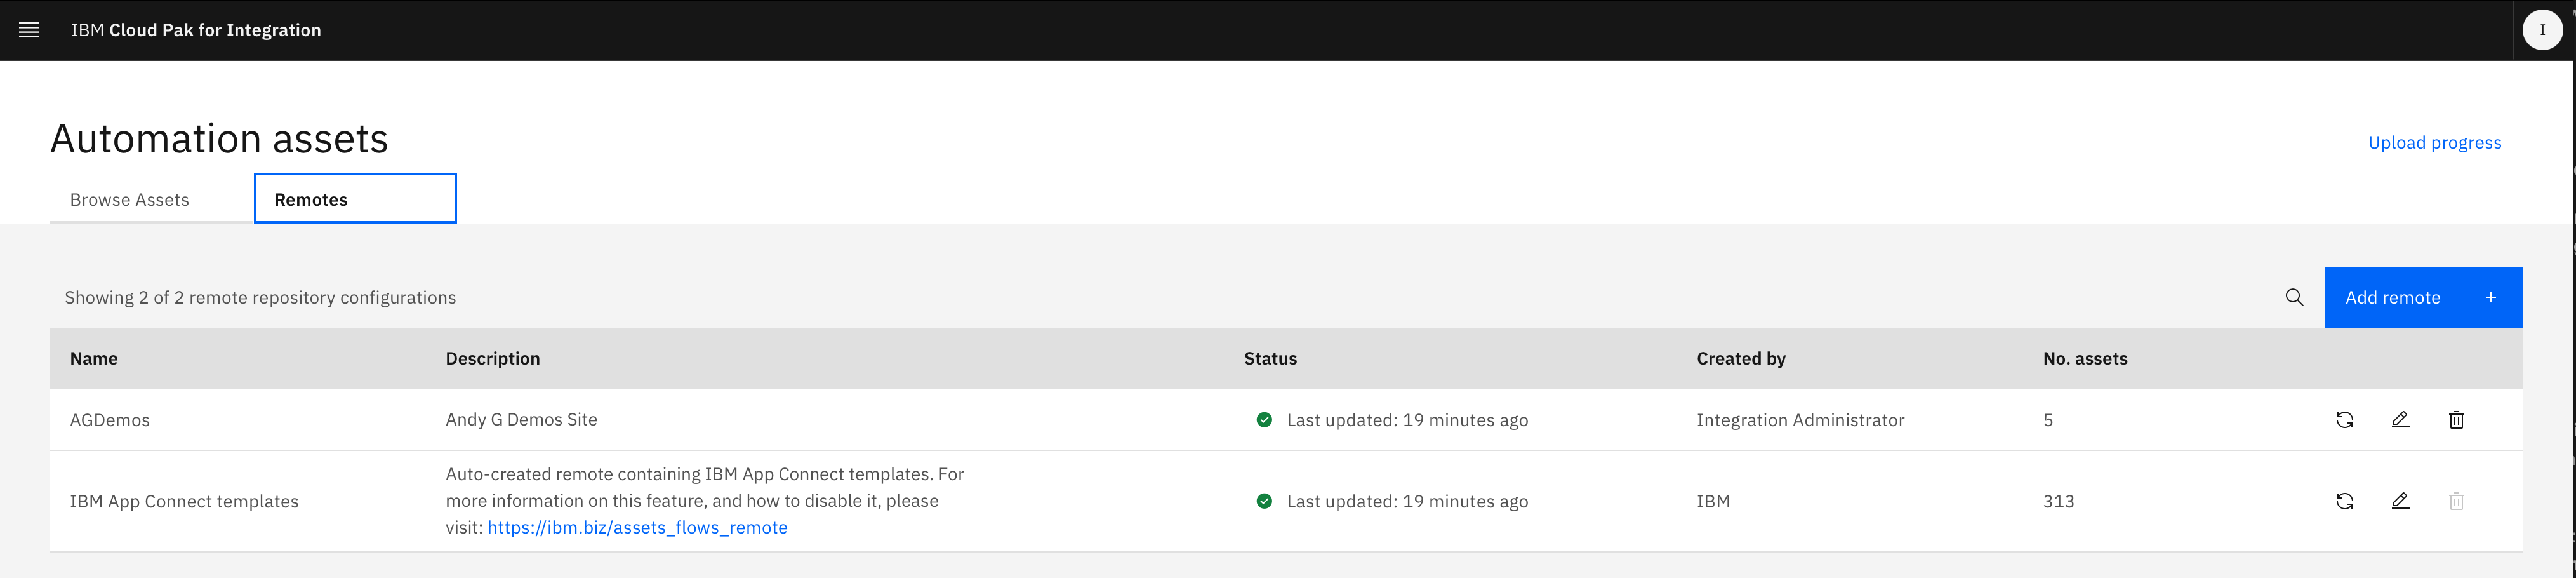 IBM Cloud Pak for Integration
I
Automation assets
Upload progress
Browse Assets
Remotes
Showing 2 of 2 remote repository configurations
Add remote +
Name Description Status Created by No. assets
AGDemos Andy G Demos Site Last updated: 19 minutes ago Integration Administrator 5
Auto-created remote containing IBM App Connect templates. For
IBM App Connect templates more information on this feature, and how to disable it, please Last updated: 19 minutes ago IBM 313
visit: https://ibm.biz/assets_flows_remote